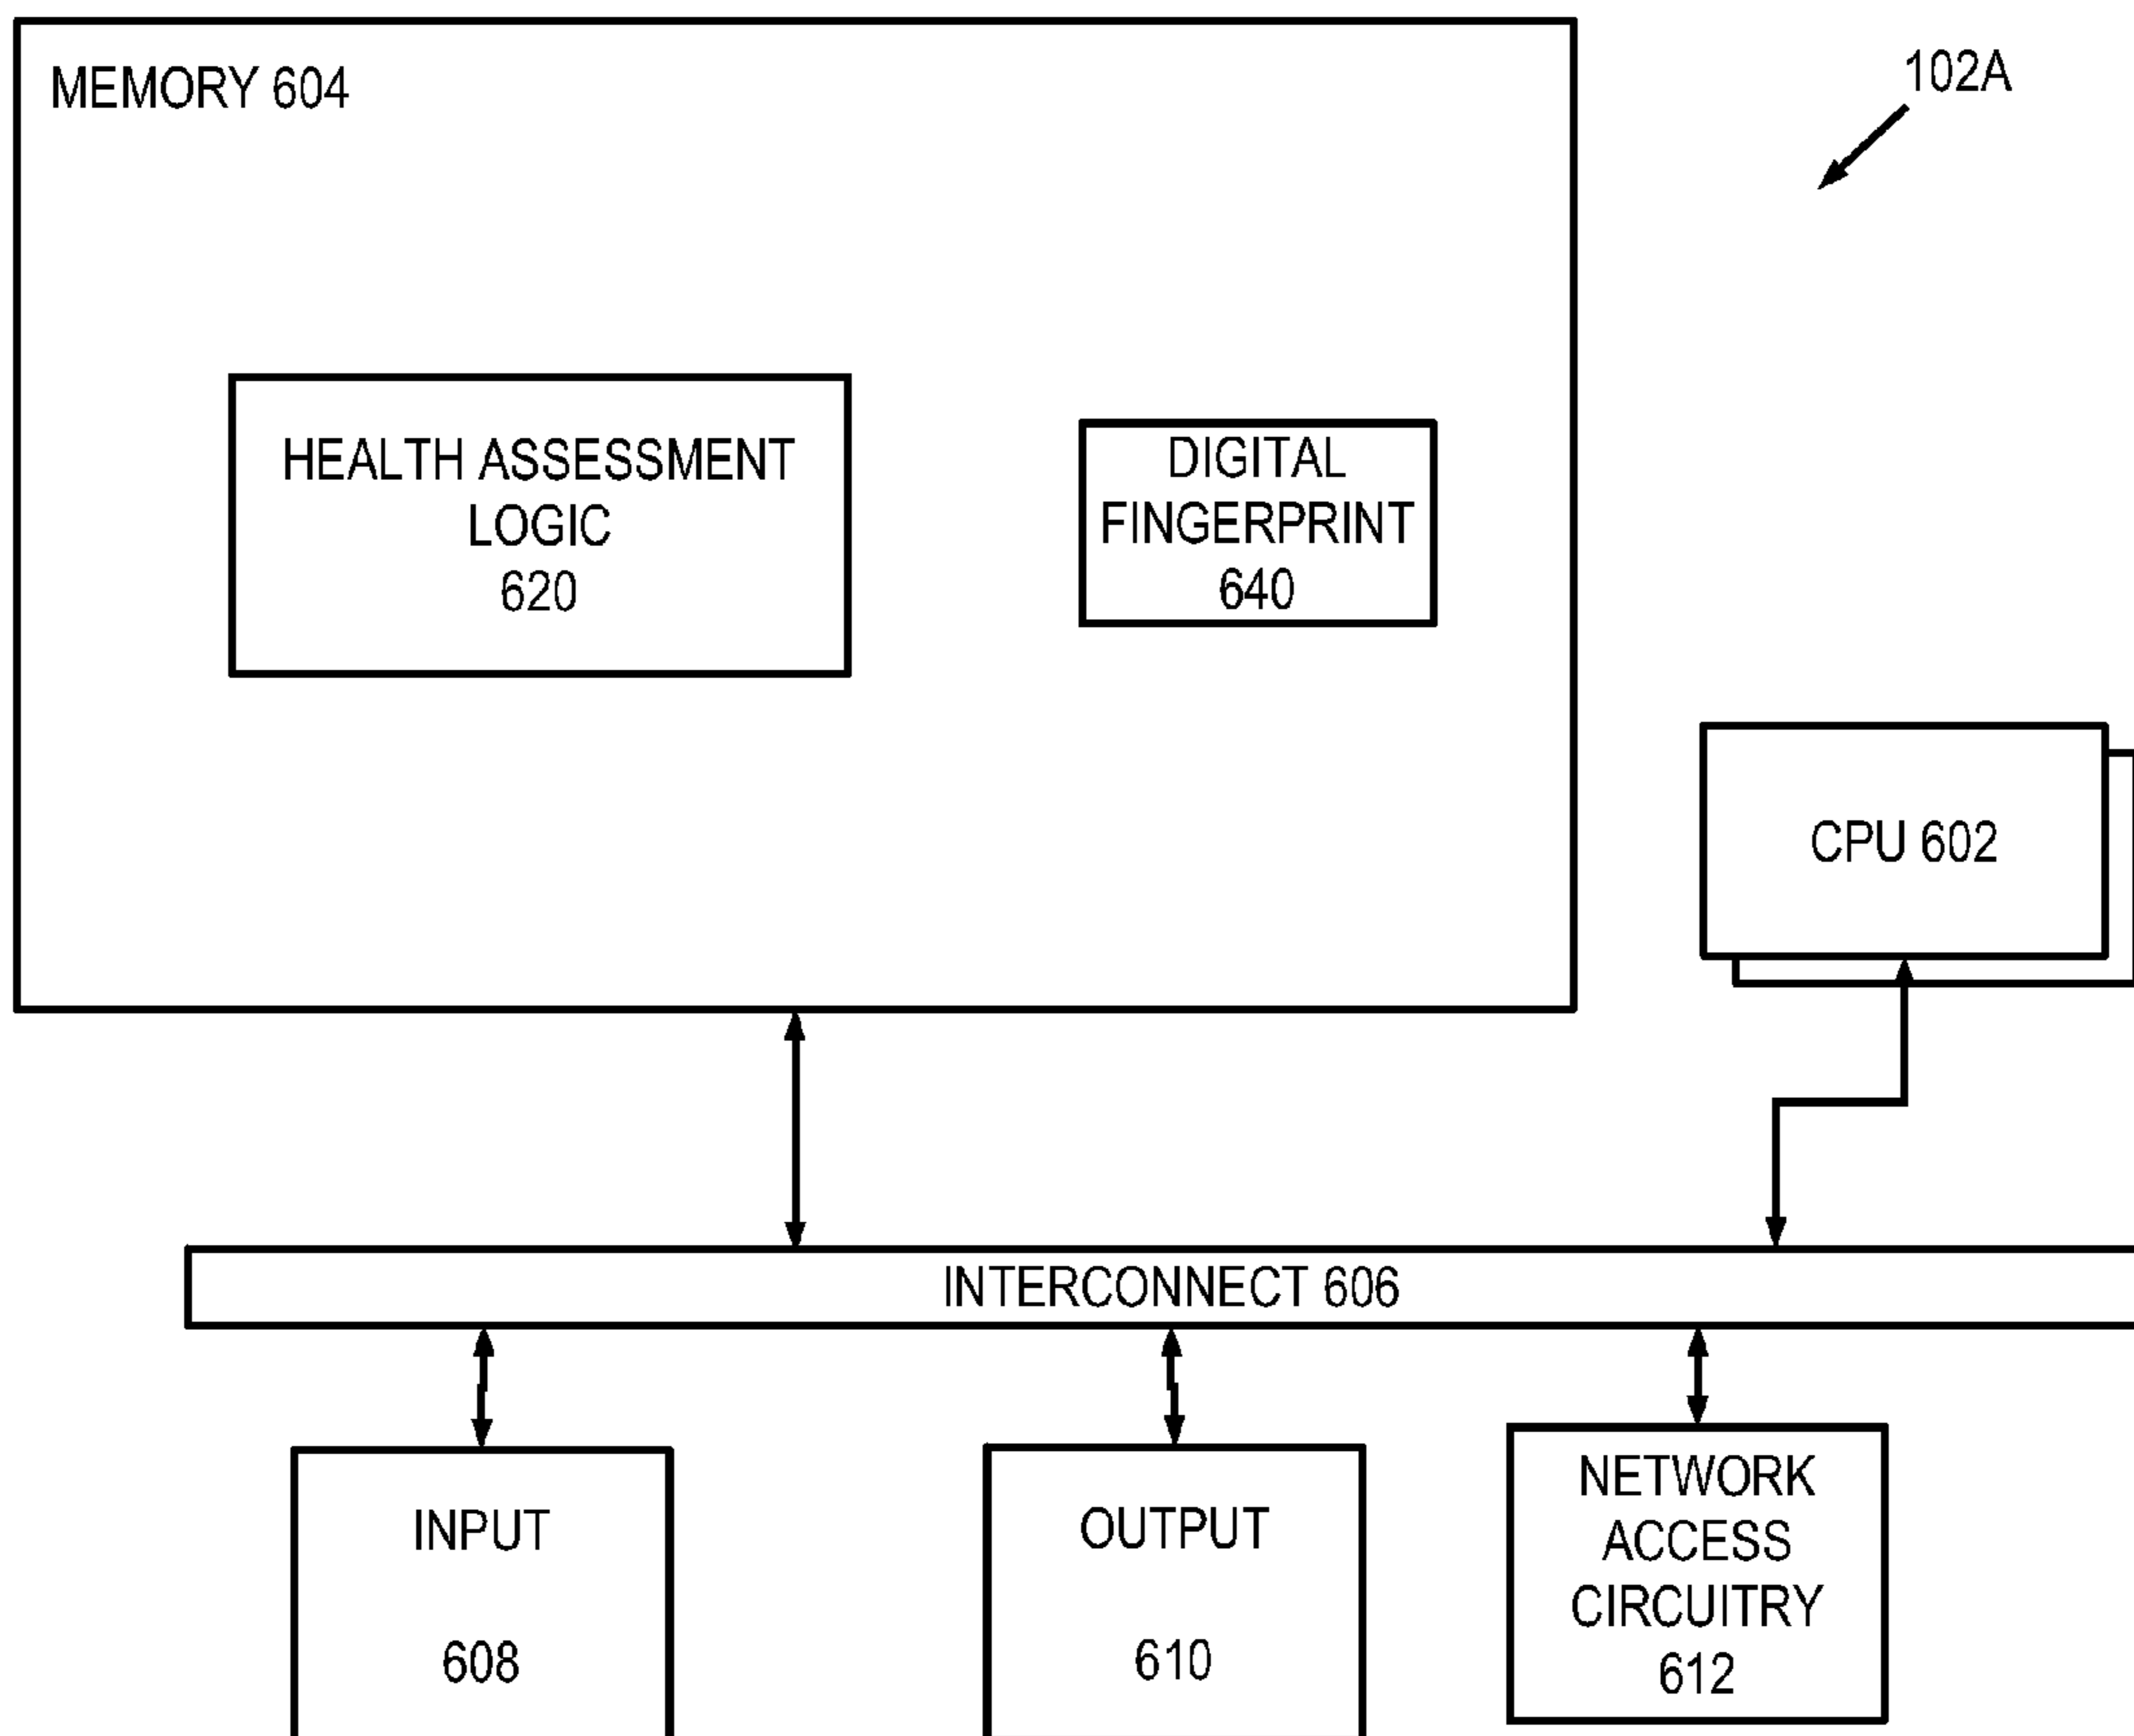 MEMORY 604
102A
HEALTH ASSESSMENT
LOGIC
620
DIGITAL
FINGERPRINT
640
CPU 602
INTERCONNECT 606
INPUT
608
OUTPUT
610
NETWORK
ACCESS
CIRCUITRY
612